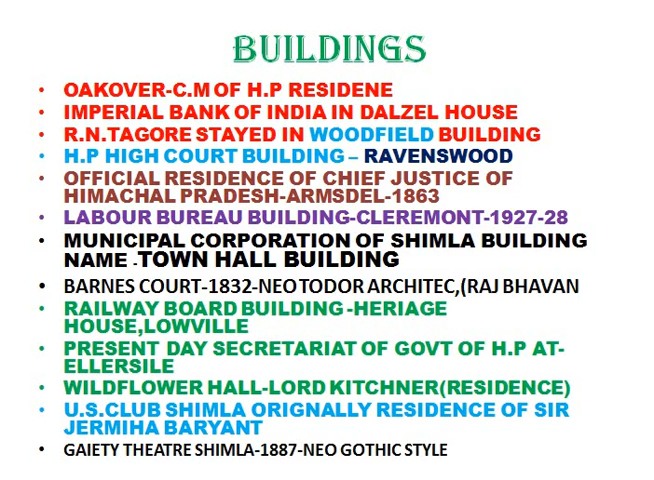 BUILDINGS
• OAKOVER-C.M OF H.P RESIDENE
• IMPERIAL BANK OF INDIA IN DALZEL HOUSE
• R.N.TAGORE STAYED IN WOODFIELD BUILDING
• H.P HIGH COURT BUILDING – RAVENSWOOD
• OFFICIAL RESIDENCE OF CHIEF JUSTICE OF
HIMACHAL PRADESH-ARMSDEL-1863
• LABOUR BUREAU BUILDING-CLEREMONT-1927-28
• MUNICIPAL CORPORATION OF SHIMLA BUILDING
NAME -TOWN HALL BUILDING
• BARNES COURT-1832-NEO TODOR ARCHITEC,(RAJ BHAVAN
• RAILWAY BOARD BUILDING -HERIAGE
HOUSE,LOWVILLE
• PRESENT DAY SECRETARIAT OF GOVT OF H.P AT-
ELLERSILE
• WILDFLOWER HALL-LORD KITCHNER(RESIDENCE)
• U.S.CLUB SHIMLA ORIGNALLY RESIDENCE OF SIR
JERMIHA BARYANT
• GAIETY THEATRE SHIMLA-1887-NEO GOTHIC STYLE